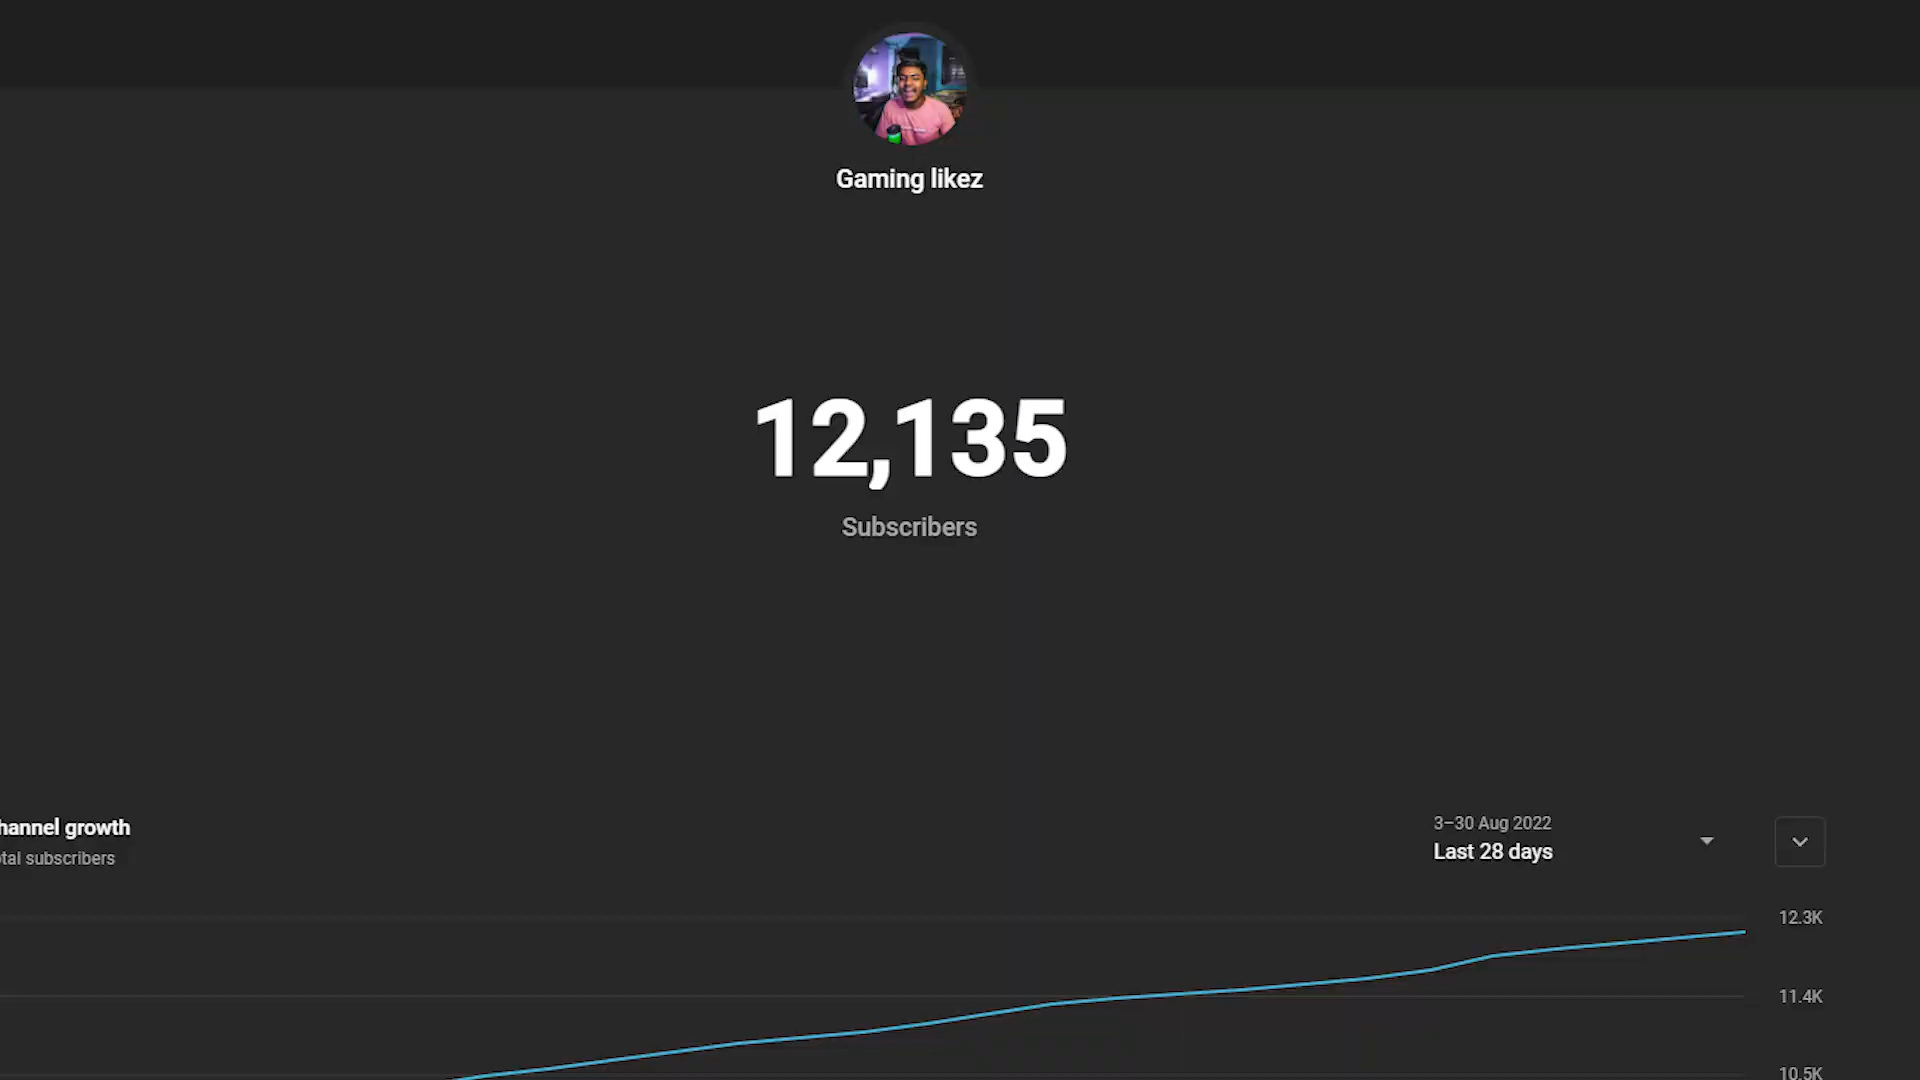 Gaming likez
12,135
Subscribers
hannel growth
tal subscribers
3–30 Aug 2022
Last 28 days
12.3K
11.4K
10.5K